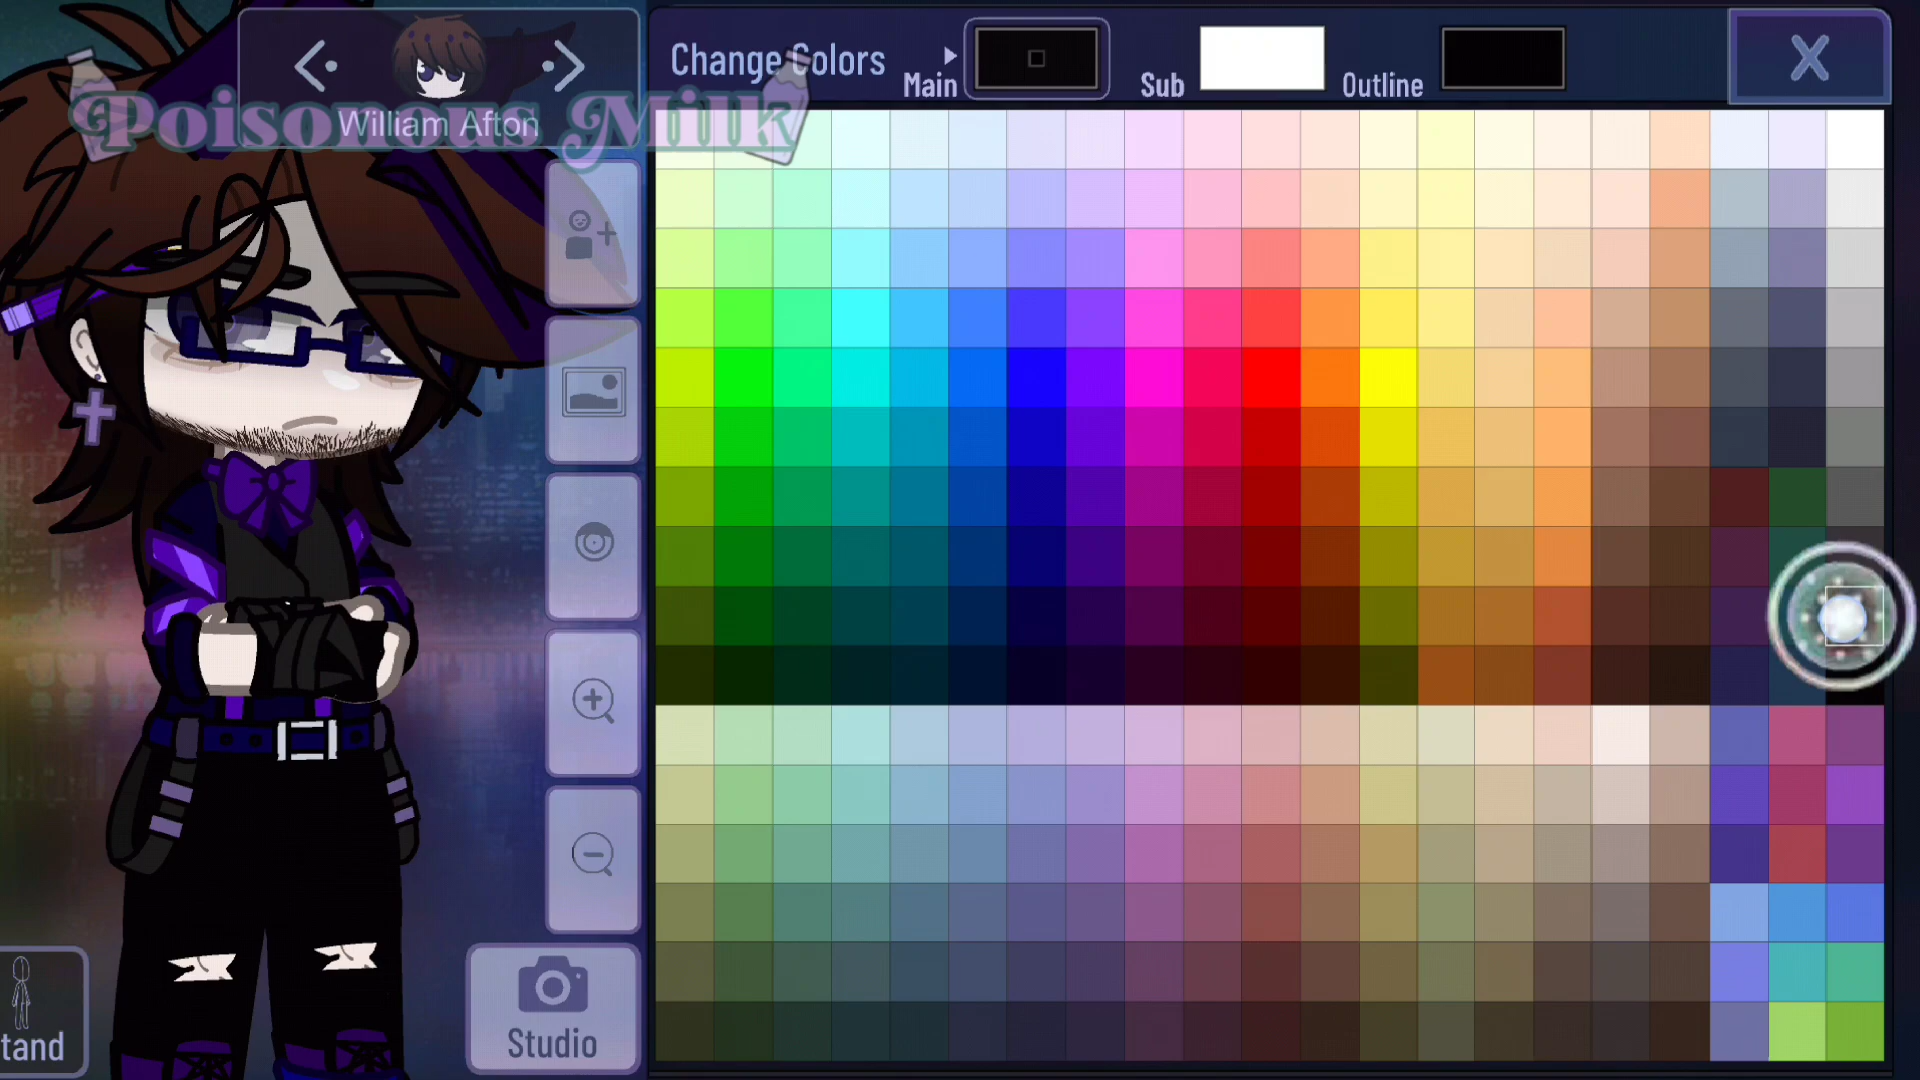 Change Colors
Main
Sub
Outline
X
Poisonous Milk
William Afton
Studio
tand